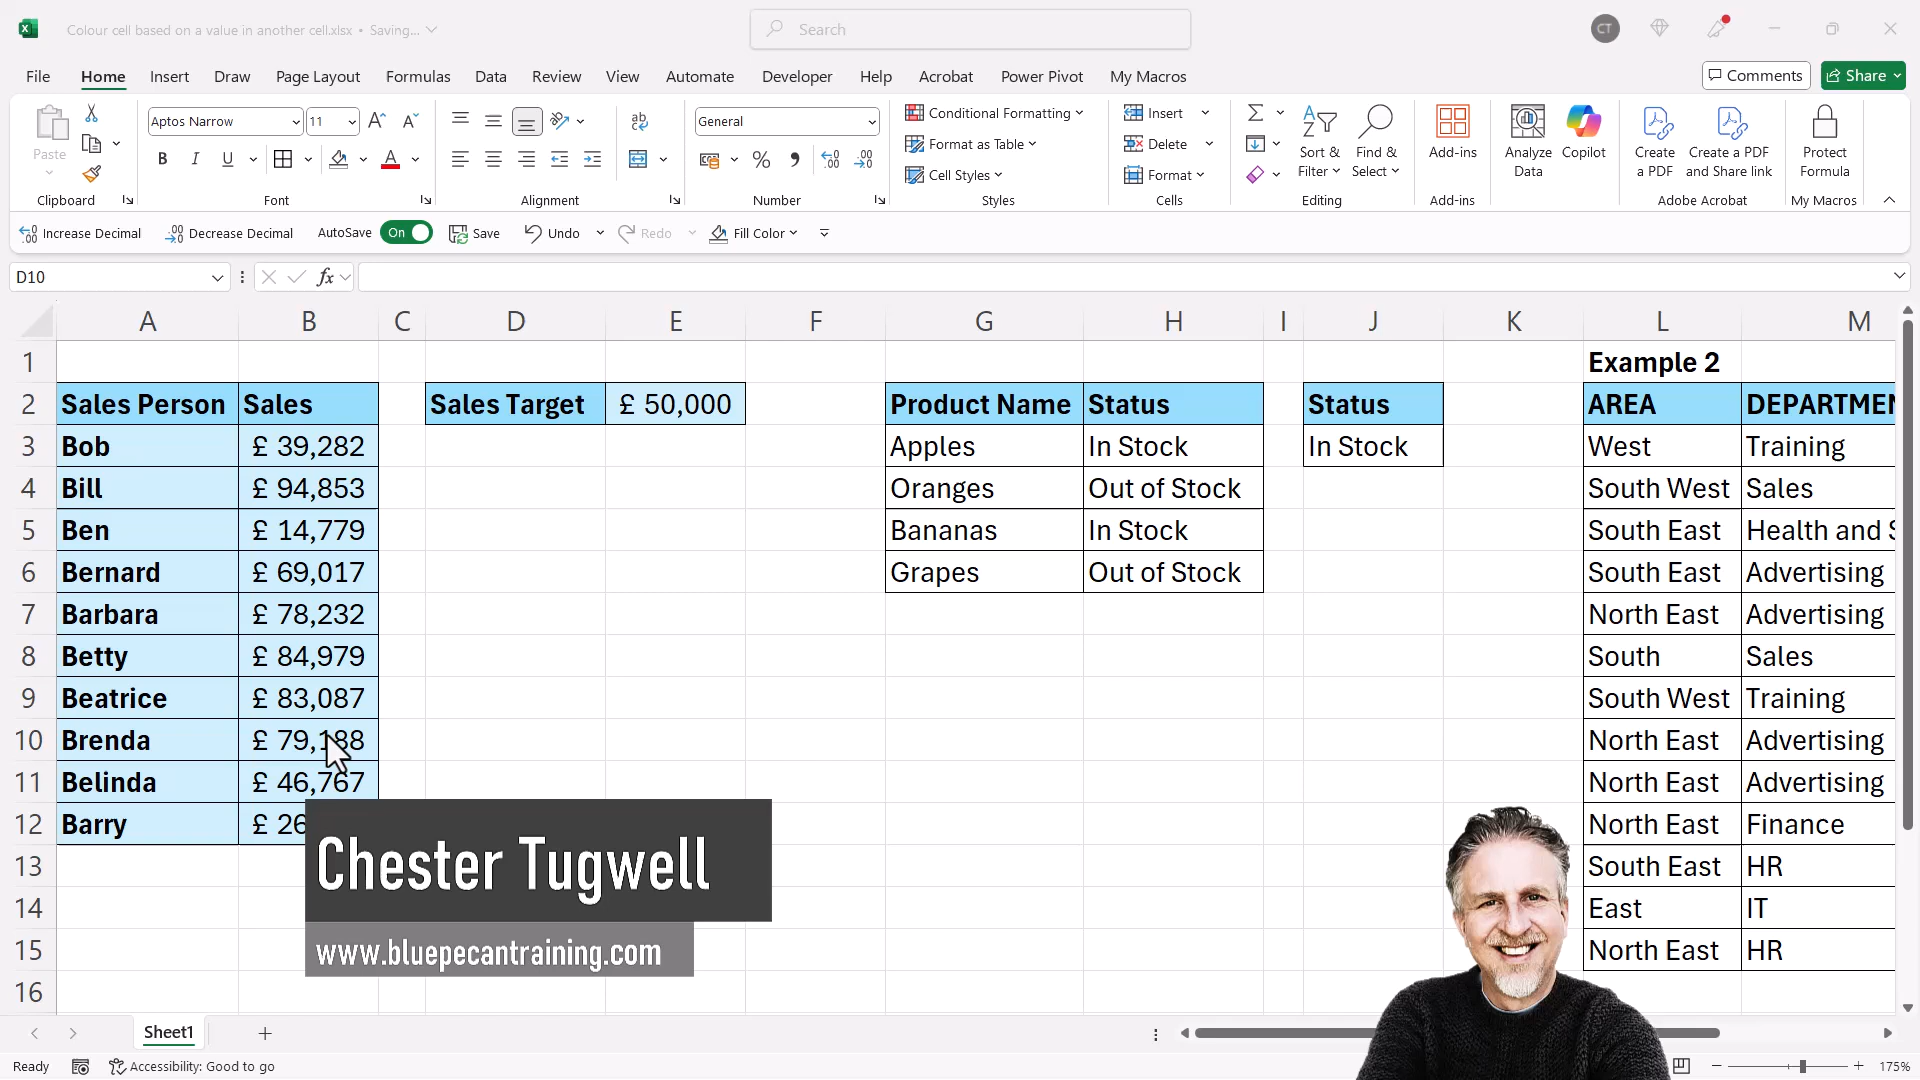 Colour cell based on a value in another cell.xlsx • Saving...
Search
CT
File Home Insert Draw Page Layout Formulas Data Review View Automate Developer Help Acrobat Power Pivot My Macros
Comments Share
Paste
Clipboard
Aptos Narrow 11
B I U A
Font
ab
Alignment
General
% 9
Number
Conditional Formatting
Format as Table
Cell Styles
Styles
Insert
Delete
Format
Cells
Sort & Filter
Find & Select
Editing
Add-ins
Add-ins
Analyze Data
Copilot
Create a PDF
Create a PDF and Share link
Adobe Acrobat
Protect Formula
My Macros
Increase Decimal Decrease Decimal AutoSave On Save Undo Redo Fill Color
D10 fx
A B C D E F G H I J K L M
1 Example 2
2 Sales Person Sales Sales Target £ 50,000 Product Name Status Status AREA DEPARTMEN
3 Bob £ 39,282 Apples In Stock In Stock West Training
4 Bill £ 94,853 Oranges Out of Stock South West Sales
5 Ben £ 14,779 Bananas In Stock South East Health and S
6 Bernard £ 69,017 Grapes Out of Stock South East Advertising
7 Barbara £ 78,232 North East Advertising
8 Betty £ 84,979 South Sales
9 Beatrice £ 83,087 South West Training
10 Brenda £ 79,188 North East Advertising
11 Belinda £ 46,767 North East Advertising
12 Barry £ 26 North East Finance
13 South East HR
14 East IT
15 North East HR
16
Chester Tugwell
www.bluepecantraining.com
Sheet1
Ready Accessibility: Good to go 175%